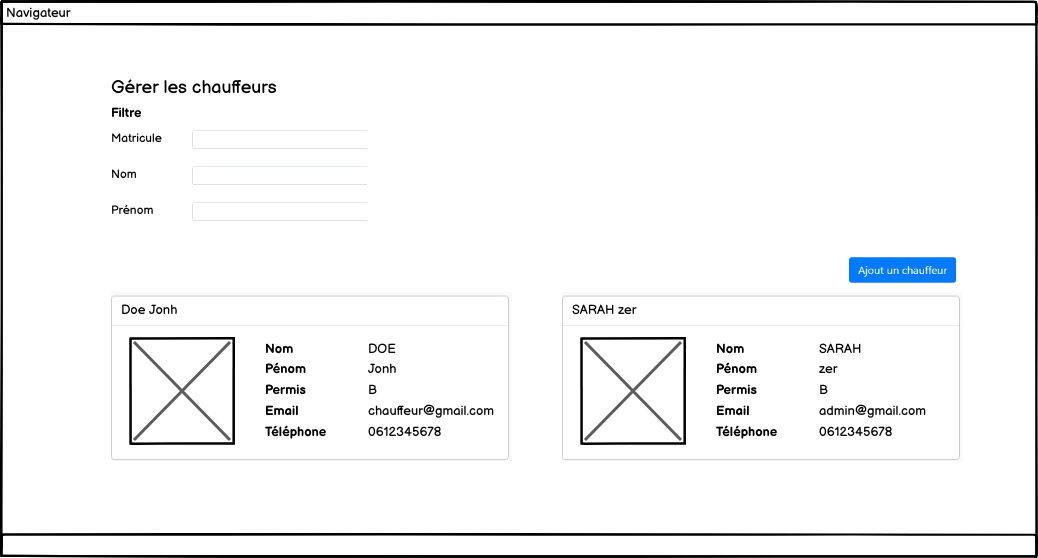 Navigateur
Gérer les chauffeurs
Filtre
Matricule
Nom
Prénom
Ajout un chauffeur
Doe Jonh
Nom DOE
Pénom Jonh
Permis B
Email chauffeur@gmail.com
Téléphone 0612345678
SARAH zer
Nom SARAH
Pénom zer
Permis B
Email admin@gmail.com
Téléphone 0612345678